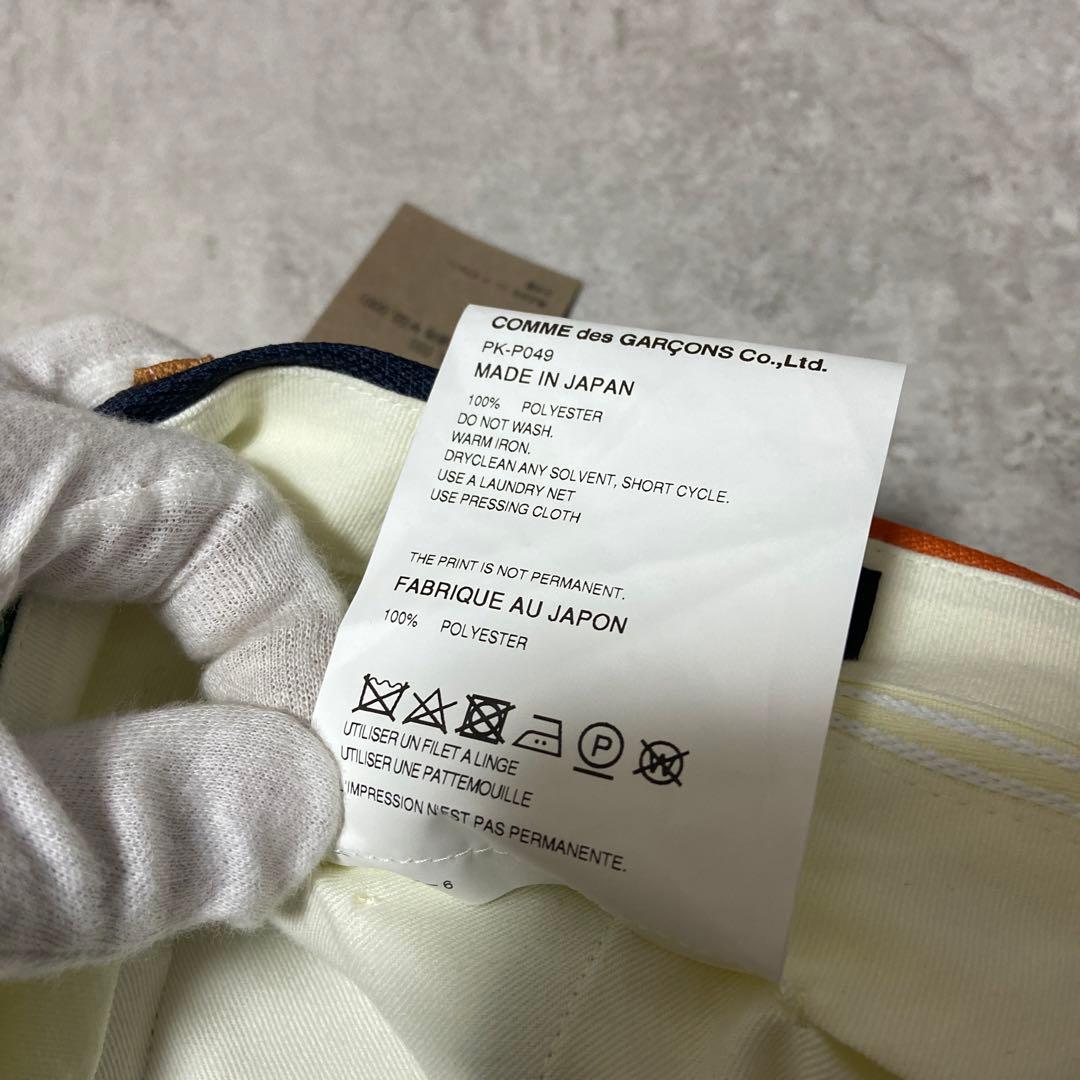 COMME des GARÇONS Co.,Ltd.
PK-P049
MADE IN JAPAN
100% POLYESTER
DO NOT WASH.
WARM IRON.
DRYCLEAN ANY SOLVENT, SHORT CYCLE.
USE A LAUNDRY NET
USE PRESSING CLOTH
THE PRINT IS NOT PERMANENT.
FABRIQUE AU JAPON
100% POLYESTER
P
W
UTILISER UN FILET A LINGE
UTILISER UNE PATTEMOUILLE
L'IMPRESSION N'EST PAS PERMANENTE.
– 6